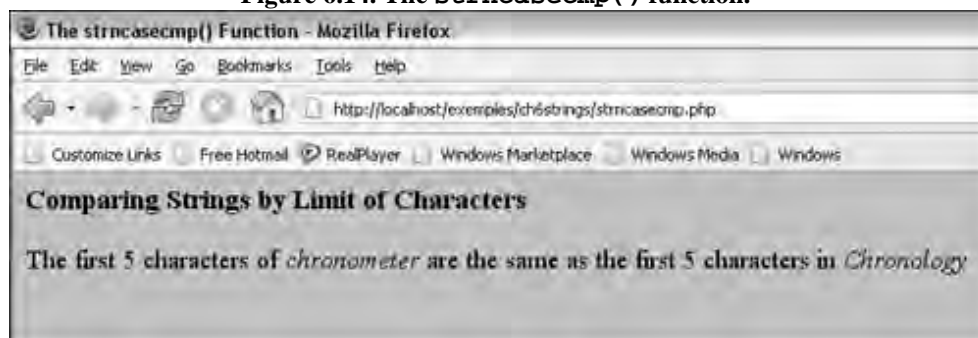 Figure 6.14. The strncasecmp() function.
The strncasecmp() Function - Mozilla Firefox
File Edit View Go Bookmarks Tools Help
http://localhost/exemples/ch6strings/strncasecmp.php
Customize Links Free Hotmail RealPlayer Windows Marketplace Windows Media Windows
Comparing Strings by Limit of Characters
The first 5 characters of chronometer are the same as the first 5 characters in Chronology